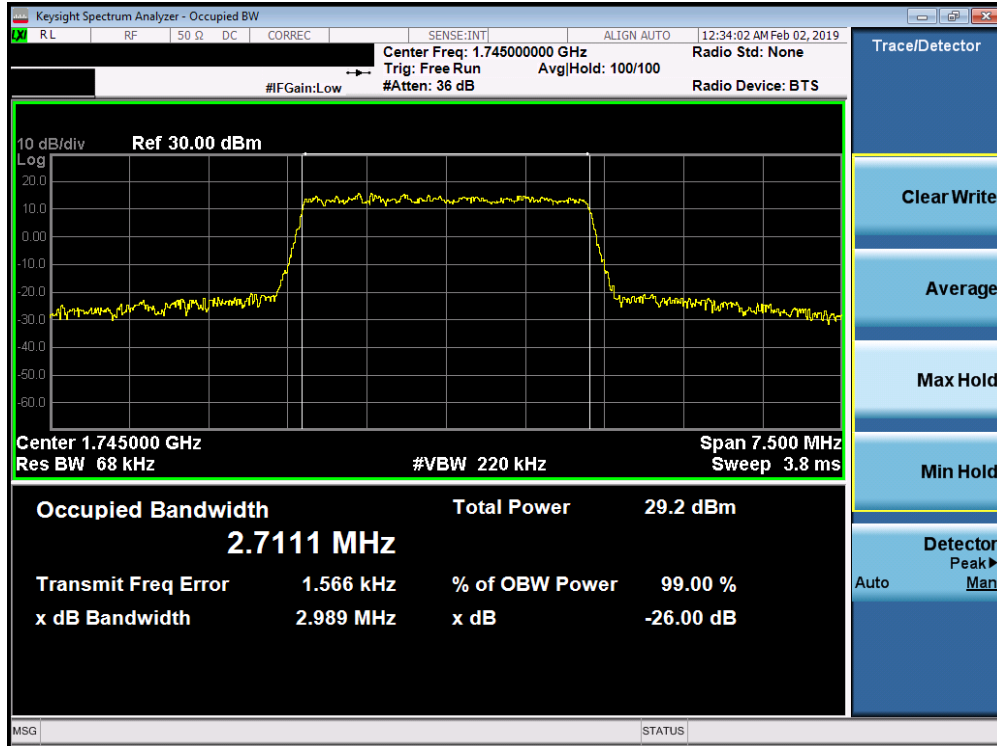 Keysight Spectrum Analyzer - Occupied BW
LXI RL RF 50 Ω DC CORREC SENSE:INT ALIGN AUTO 12:34:02 AM Feb 02, 2019
Center Freq: 1.745000000 GHz Radio Std: None
Trig: Free Run Avg|Hold: 100/100
#IFGain:Low #Atten: 36 dB Radio Device: BTS
10 dB/div Ref 30.00 dBm
Log
20.0
10.0
0.00
-10.0
-20.0
-30.0
-40.0
-50.0
-60.0
Center 1.745000 GHz Span 7.500 MHz
Res BW 68 kHz #VBW 220 kHz Sweep 3.8 ms
Occupied Bandwidth Total Power 29.2 dBm
2.7111 MHz
Transmit Freq Error 1.566 kHz % of OBW Power 99.00 %
x dB Bandwidth 2.989 MHz x dB -26.00 dB
Trace/Detector
Clear Write
Average
Max Hold
Min Hold
Detector
Peak▶
Auto Man
MSG STATUS